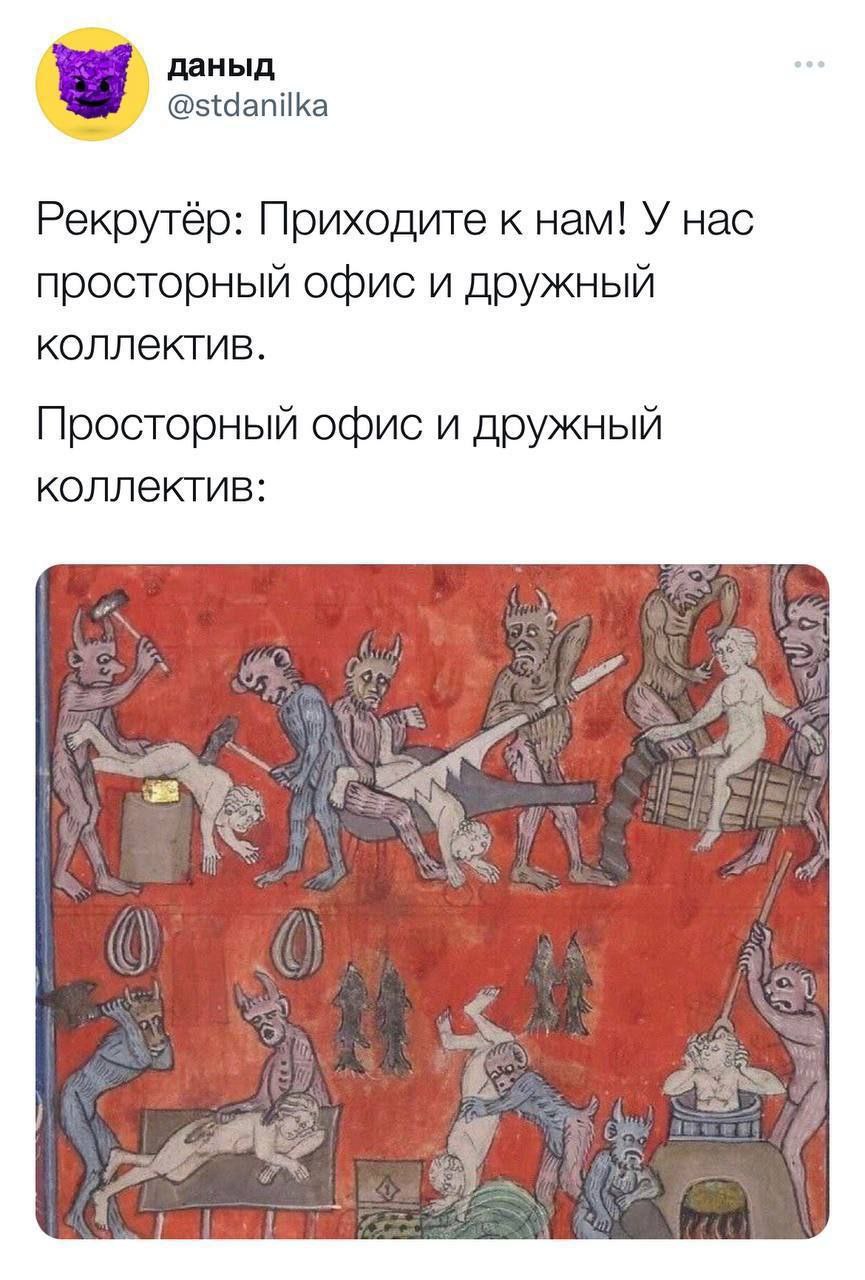 даныд
@stdanilka
Рекрутёр: Приходите к нам! У нас
просторный офис и дружный
коллектив.
Просторный офис и дружный
коллектив: